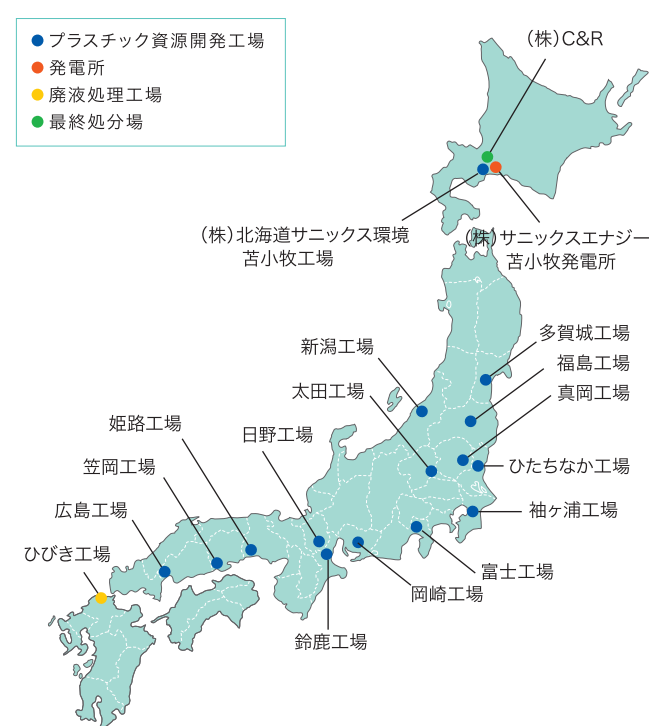 プラスチック資源開発工場
発電所
廃液処理工場
最終処分場
(株)C&R
(株)北海道サニックス環境
苫小牧工場
(株)サニックスエナジー
苫小牧発電所
多賀城工場
新潟工場
福島工場
太田工場
真岡工場
姫路工場
日野工場
笠岡工場
ひたちなか工場
広島工場
袖ヶ浦工場
ひびき工場
富士工場
岡崎工場
鈴鹿工場